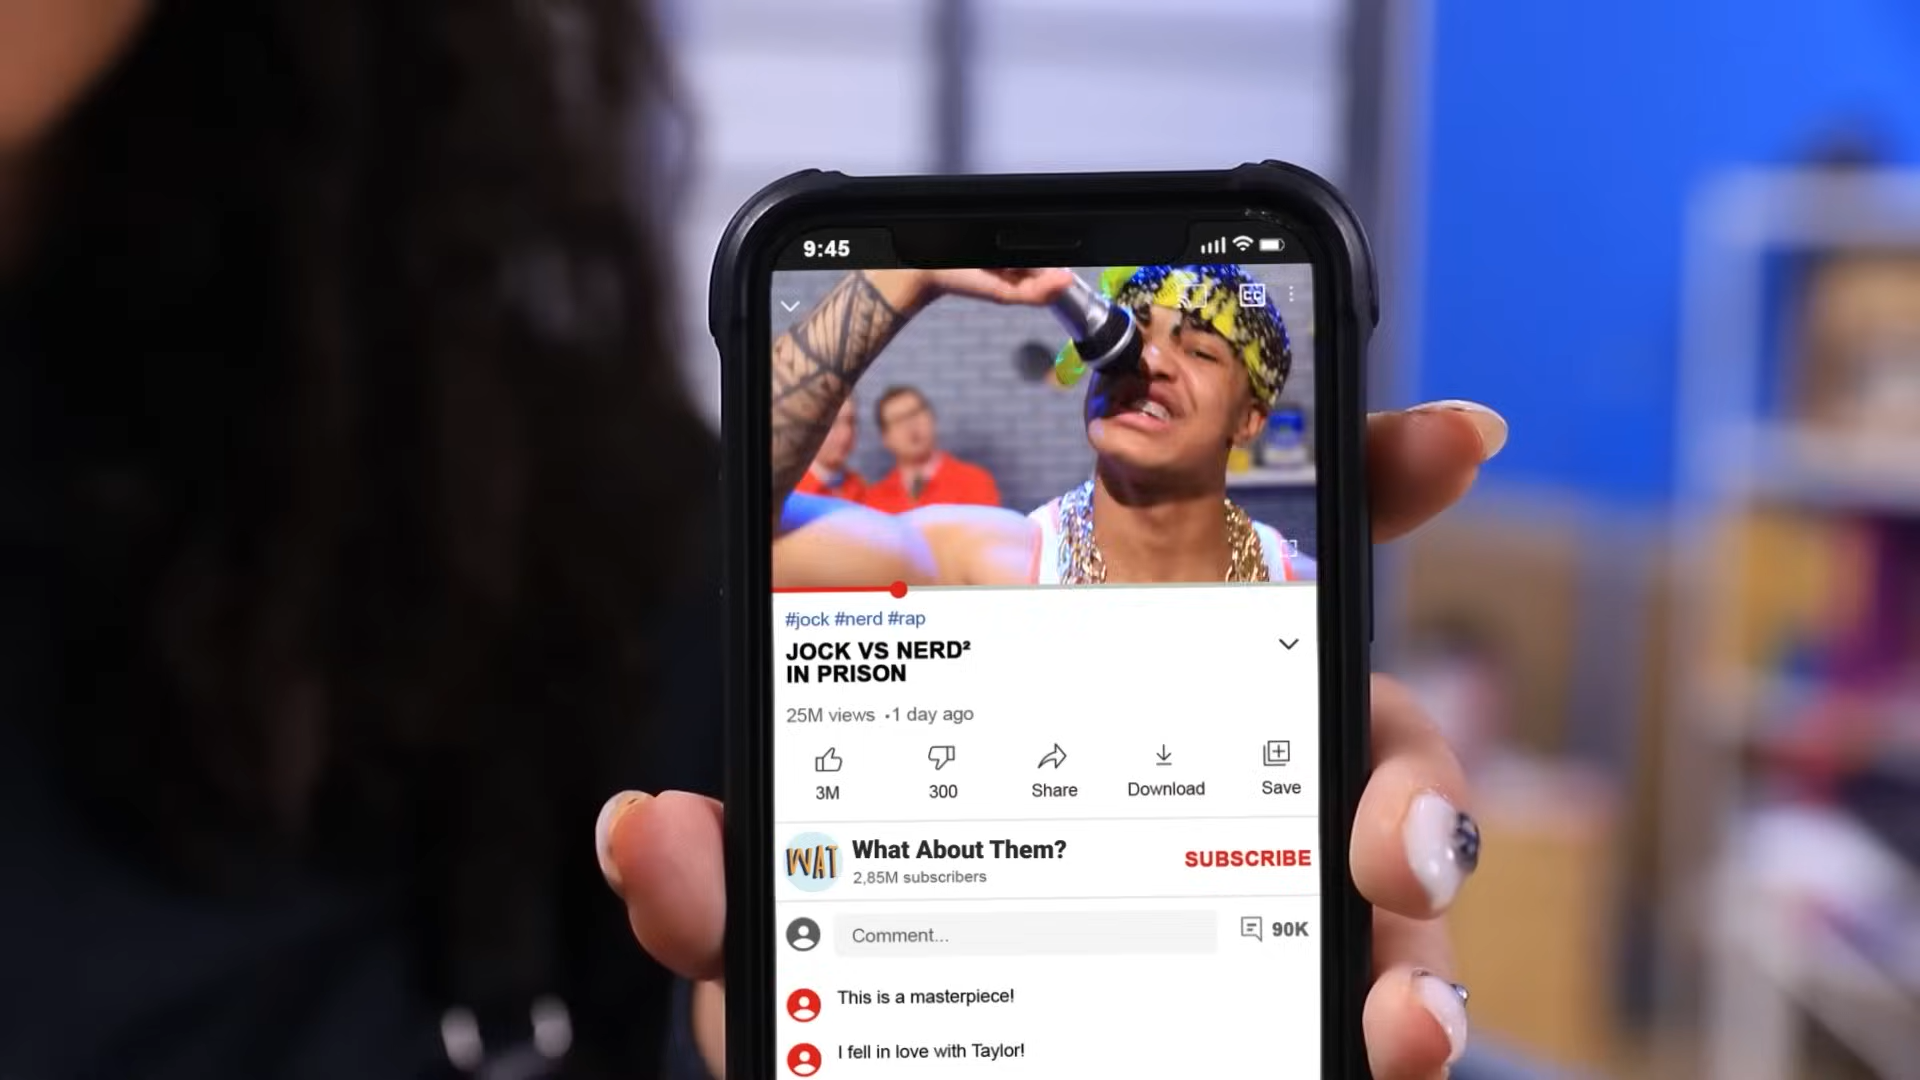 9:45
CC
#jock #nerd #rap
JOCK VS NERD²
IN PRISON
25M views •1 day ago
3M
300
Share
Download
Save
WAT
What About Them?
2,85M subscribers
SUBSCRIBE
Comment...
90K
This is a masterpiece!
I fell in love with Taylor!